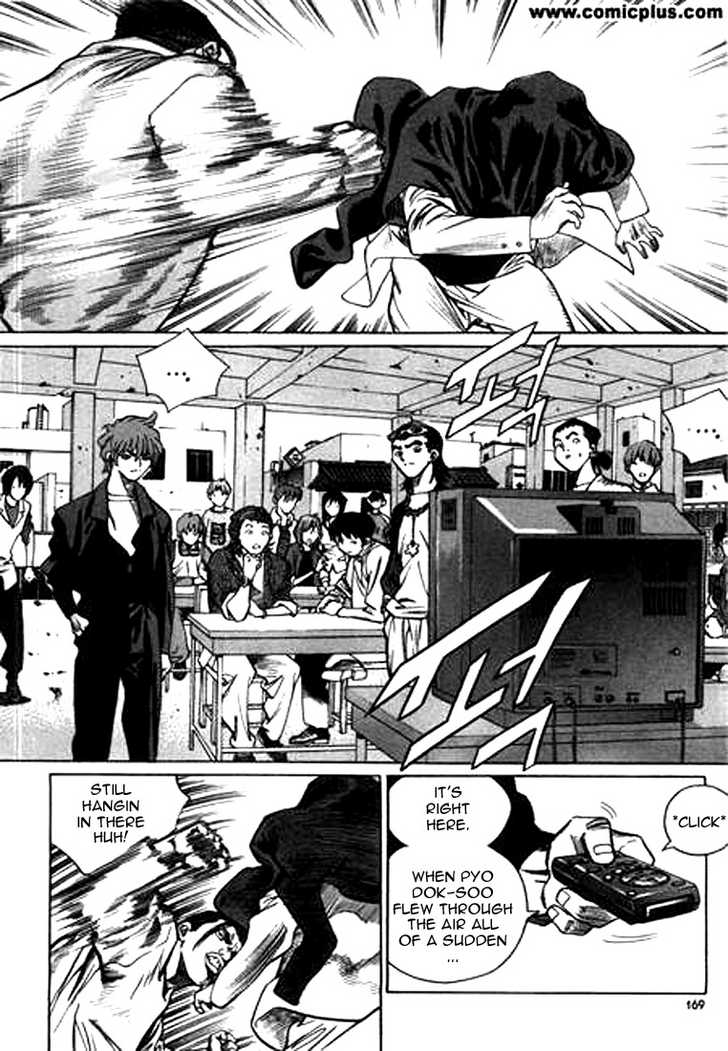 www.comicplus.com
...
...
STILL
HANGIN
IN THERE
HUH!
IT'S
RIGHT
HERE.
*CLICK*
WHEN PYO
DOK-SOO
FLEW THROUGH
THE AIR ALL
OF A SUDDEN
...
169